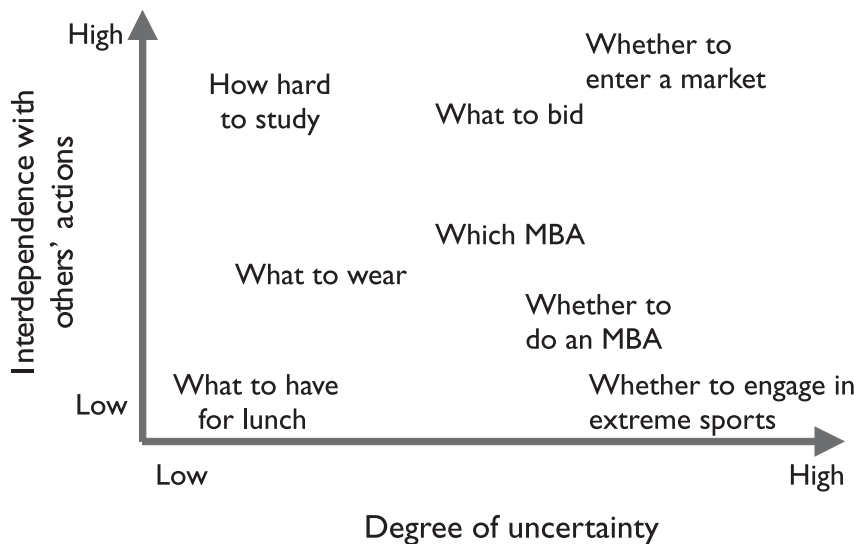 High
Whether to
enter a market
How hard
to study
What to bid
Interdependence with
others' actions
Which MBA
What to wear
Whether to
do an MBA
What to have
for lunch
Whether to engage in
extreme sports
Low
Low
High
Degree of uncertainty